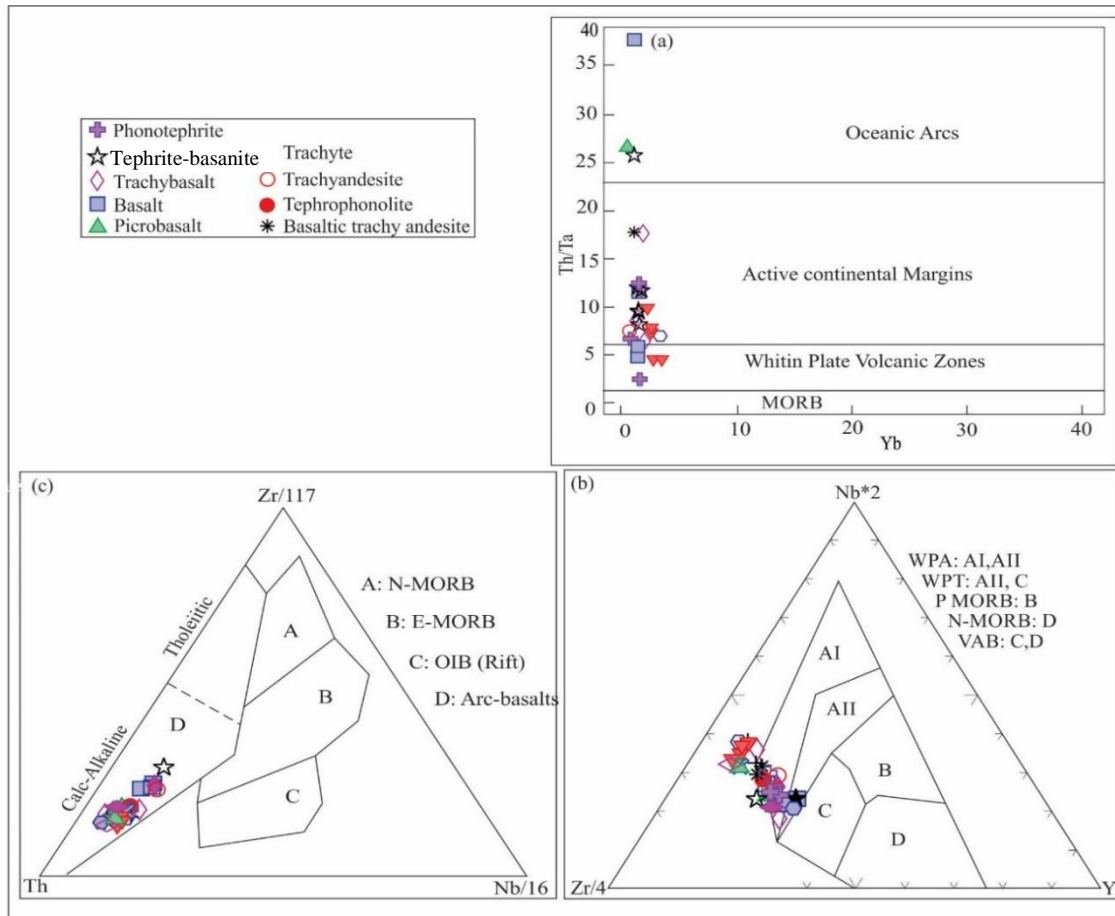 Phonotephrite
Tephrite-basanite
Trachybasalt
Basalt
Picrobasalt
Trachyte
Trachyandesite
Tephrophonolite
Basaltic trachy andesite
(a)
40
35
30
25
20
15
10
5
0
Th/Ta
Oceanic Arcs
Active continental Margins
Whitin Plate Volcanic Zones
MORB
0
10
20
30
40
Yb
(c)
Zr/117
Tholeiitic
Calc-Alkaline
A
B
C
D
A: N-MORB
B: E-MORB
C: OIB (Rift)
D: Arc-basalts
Th
Nb/16
(b)
Nb*2
WPA: AI,AII
WPT: AII, C
P MORB: B
N-MORB: D
VAB: C,D
AI
AII
B
C
D
Zr/4
Y